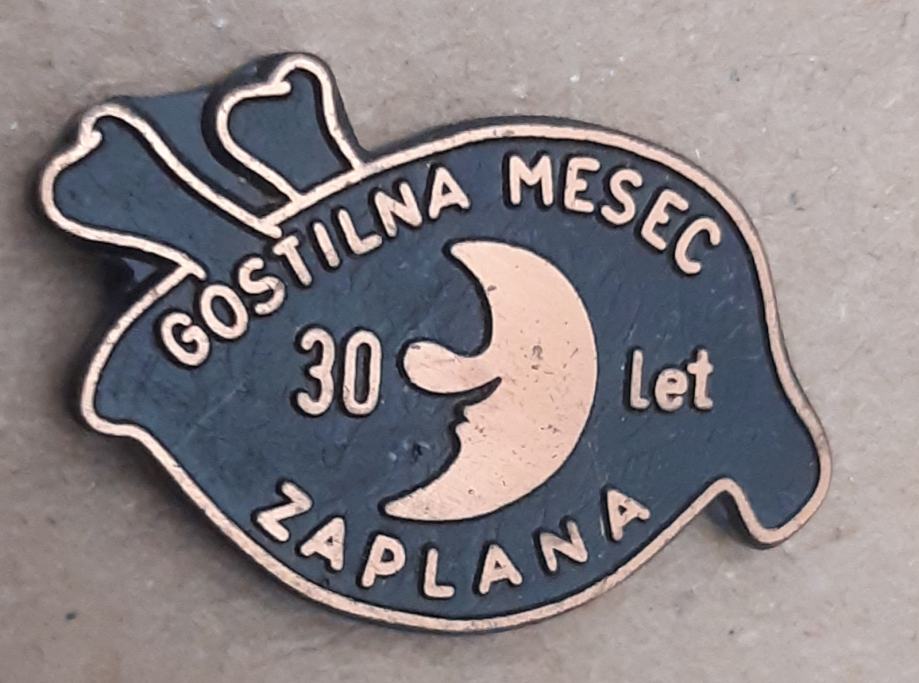 GOSTILNA MESEC
30 let
ZAPLANA